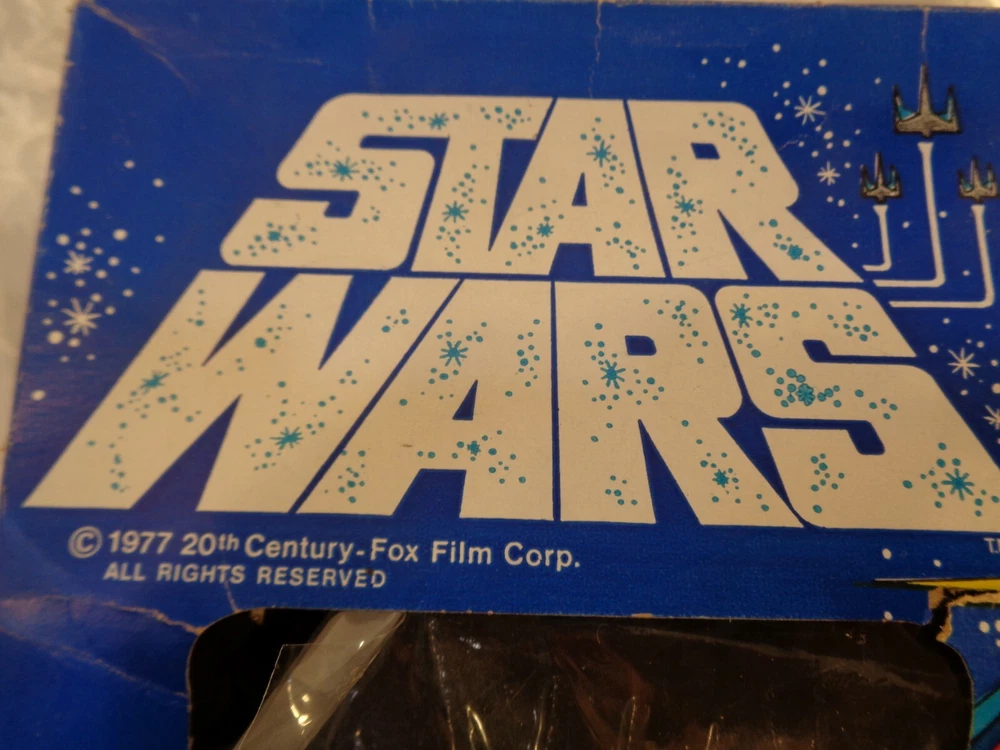 STAR
WARS
© 1977 20th Century-Fox Film Corp.
ALL RIGHTS RESERVED